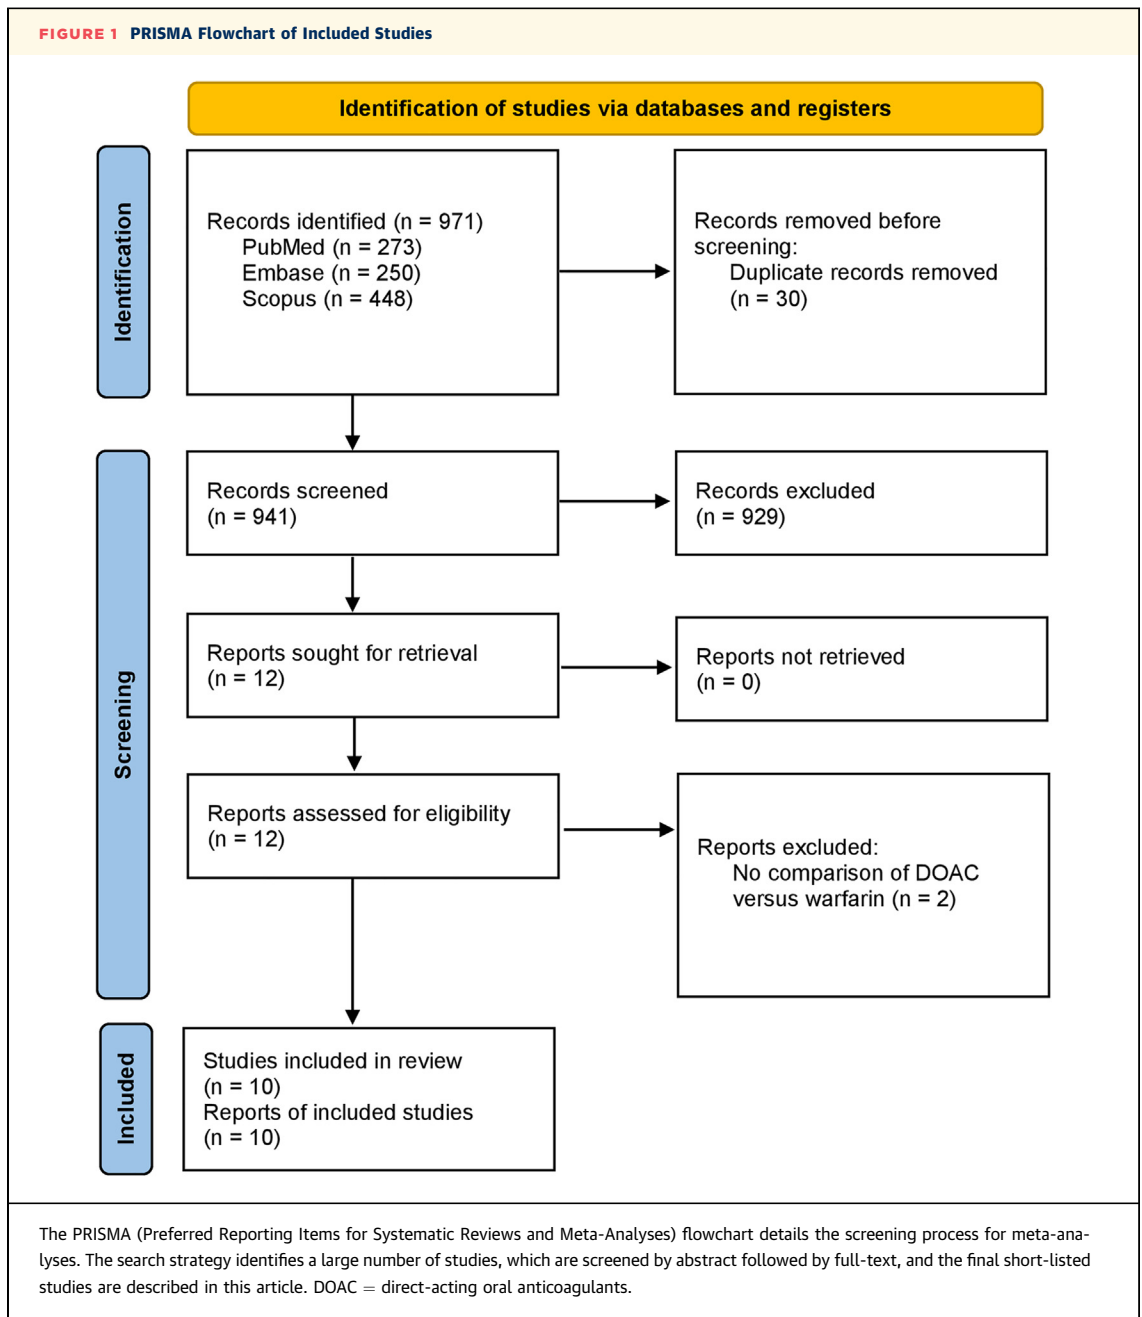 FIGURE 1 PRISMA Flowchart of Included Studies
Identification of studies via databases and registers
Identification
Records identified (n = 971)
PubMed (n = 273)
Embase (n = 250)
Scopus (n = 448)
Records removed before
screening:
Duplicate records removed
(n = 30)
Screening
Records screened
(n = 941)
Records excluded
(n = 929)
Reports sought for retrieval
(n = 12)
Reports not retrieved
(n = 0)
Reports assessed for eligibility
(n = 12)
Reports excluded:
No comparison of DOAC
versus warfarin (n = 2)
Included
Studies included in review
(n = 10)
Reports of included studies
(n = 10)
The PRISMA (Preferred Reporting Items for Systematic Reviews and Meta-Analyses) flowchart details the screening process for meta-ana-
lyses. The search strategy identifies a large number of studies, which are screened by abstract followed by full-text, and the final short-listed
studies are described in this article. DOAC = direct-acting oral anticoagulants.